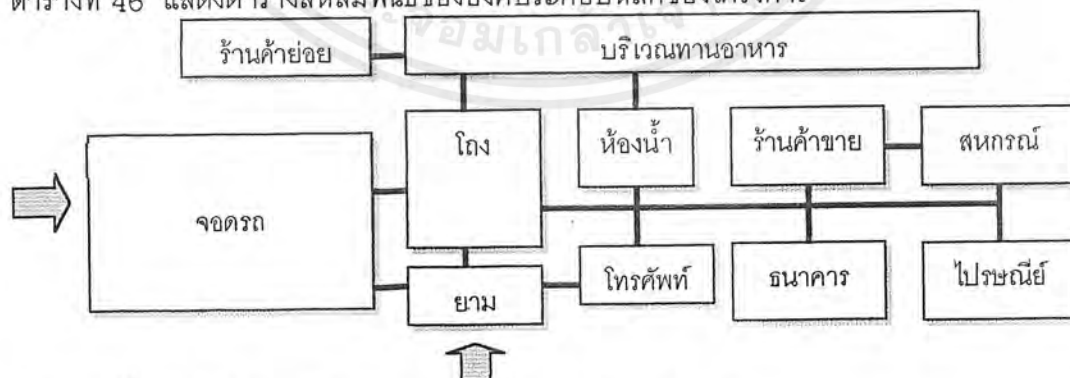 ร้านค้าย่อย
บริเวณทานอาหาร
โถง
ห้องน้ำ
ร้านค้าขาย
สหกรณ์
จอดรถ
ยาม
โทรศัพท์
ธนาคาร
ไปรษณีย์